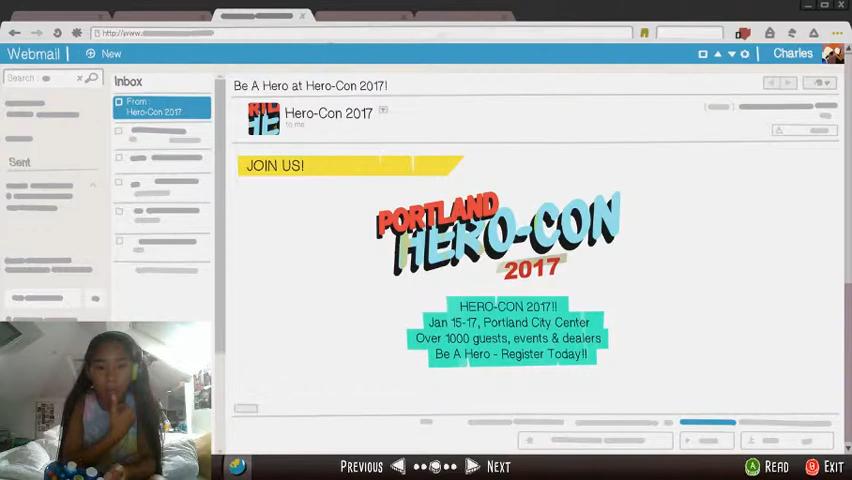 http://www.
Webmail
New
Charles
Search :
Inbox
Be A Hero at Hero-Con 2017!
From :
Hero-Con 2017
Hero-Con 2017
to me
Sent
JOIN US!
PORTLAND
HERO-CON
2017
HERO-CON 2017!!
Jan 15-17, Portland City Center
Over 1000 guests, events & dealers
Be A Hero - Register Today!!
PREVIOUS
NEXT
A READ
EXIT